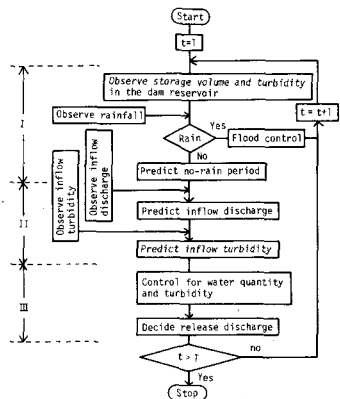 Start
t=1
Observe storage volume and turbidity
in the dam reservoir
t = t+1
I
Observe rainfall
Yes
Rain
Flood control
No
Predict no-rain period
Observe inflow
turbidity
Observe inflow
discharge
II
Predict inflow discharge
Predict inflow turbidity
III
Control for water quantity
and turbidity
Decide release discharge
t > T
no
Yes
Stop